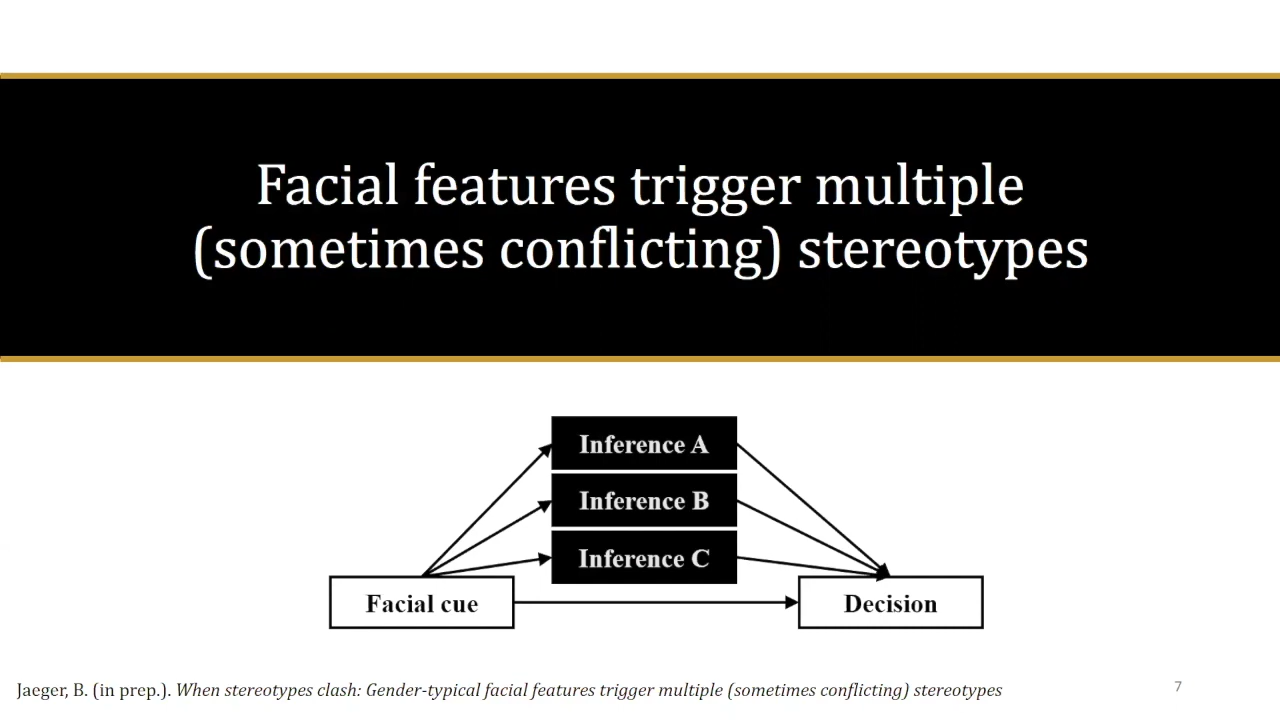 Facial features trigger multiple
(sometimes conflicting) stereotypes
Inference A
Inference B
Inference C
Facial cue
Decision
Jaeger, B. (in prep.). When stereotypes clash: Gender-typical facial features trigger multiple (sometimes conflicting) stereotypes
7